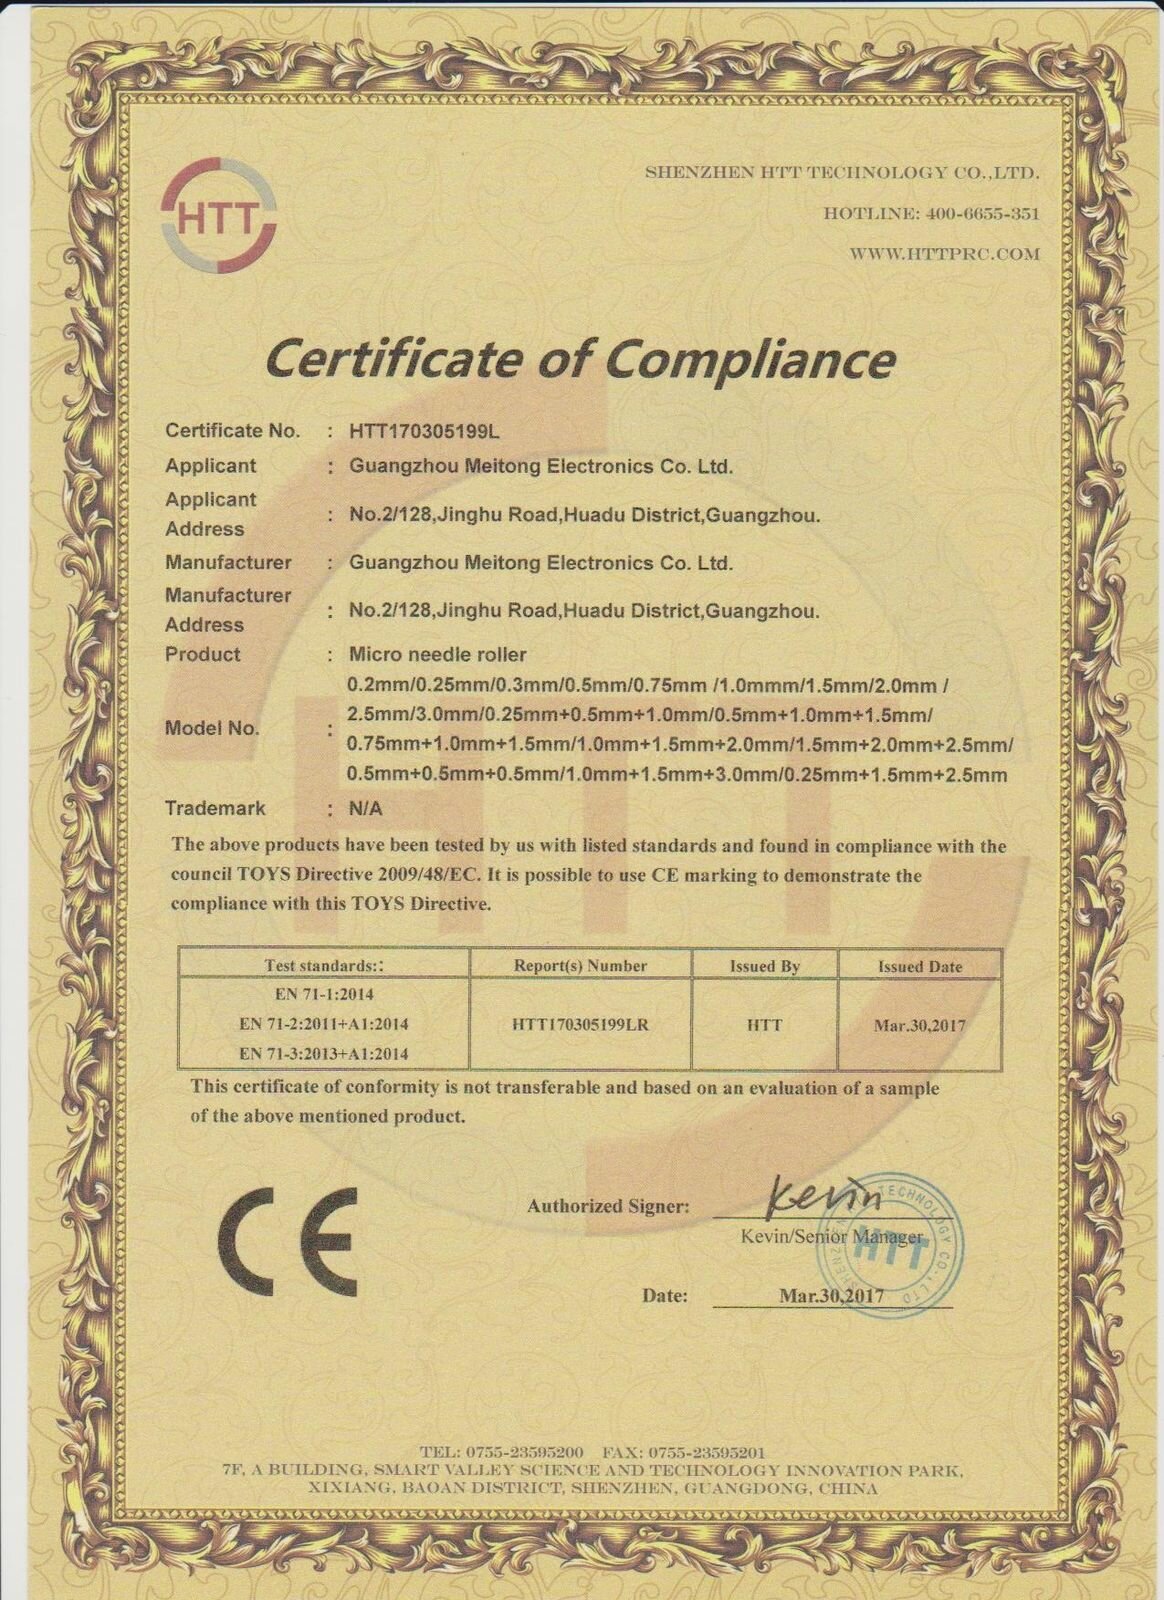 HTT
SHENZHEN HTT TECHNOLOGY CO.,LTD.
HOTLINE: 400-6655-351
WWW.HTTPRC.COM
Certificate of Compliance
Certificate No. : HTT170305199L
Applicant : Guangzhou Meitong Electronics Co. Ltd.
Applicant
Address : No.2/128,Jinghu Road,Huadu District,Guangzhou.
Manufacturer : Guangzhou Meitong Electronics Co. Ltd.
Manufacturer
Address : No.2/128,Jinghu Road,Huadu District,Guangzhou.
Product : Micro needle roller
Model No. : 0.2mm/0.25mm/0.3mm/0.5mm/0.75mm /1.0mmm/1.5mm/2.0mm /
2.5mm/3.0mm/0.25mm+0.5mm+1.0mm/0.5mm+1.0mm+1.5mm/
0.75mm+1.0mm+1.5mm/1.0mm+1.5mm+2.0mm/1.5mm+2.0mm+2.5mm/
0.5mm+0.5mm+0.5mm/1.0mm+1.5mm+3.0mm/0.25mm+1.5mm+2.5mm
Trademark : N/A
The above products have been tested by us with listed standards and found in compliance with the
council TOYS Directive 2009/48/EC. It is possible to use CE marking to demonstrate the
compliance with this TOYS Directive.
Test standards:: Report(s) Number Issued By Issued Date
EN 71-1:2014
EN 71-2:2011+A1:2014 HTT170305199LR HTT Mar.30,2017
EN 71-3:2013+A1:2014
This certificate of conformity is not transferable and based on an evaluation of a sample
of the above mentioned product.
CE
Authorized Signer: Kevin
Kevin/Senior Manager
SHENZHEN HTT TECHNOLOGY CO.,LTD
HTT
Date: Mar.30,2017
TEL: 0755-23595200 FAX: 0755-23595201
7F, A BUILDING, SMART VALLEY SCIENCE AND TECHNOLOGY INNOVATION PARK,
XIXIANG, BAOAN DISTRICT, SHENZHEN, GUANGDONG, CHINA